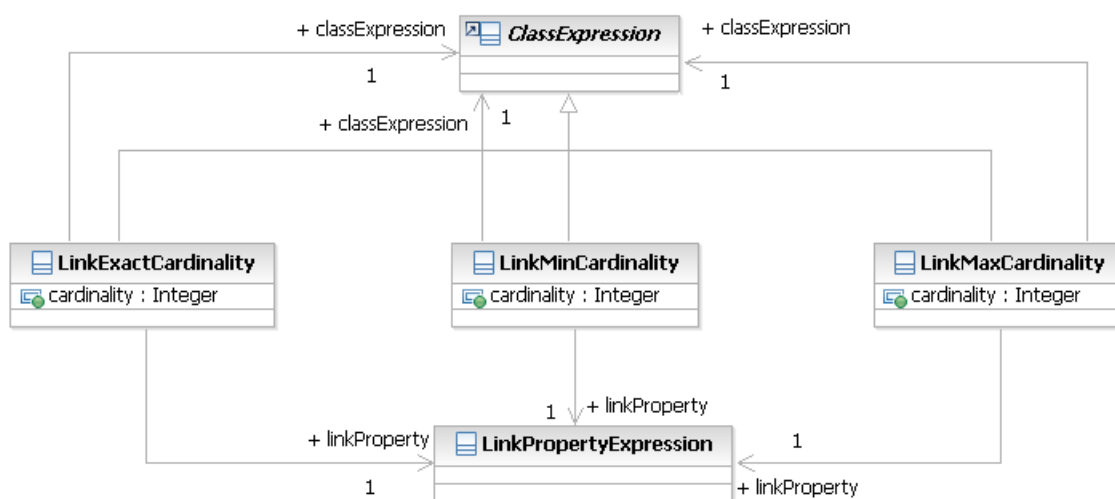 + classExpression
ClassExpression
+ classExpression
1
1
+ classExpression
1
LinkExactCardinality
cardinality : Integer
LinkMinCardinality
cardinality : Integer
LinkMaxCardinality
cardinality : Integer
1
+ linkProperty
+ linkProperty
1
LinkPropertyExpression
1
+ linkProperty